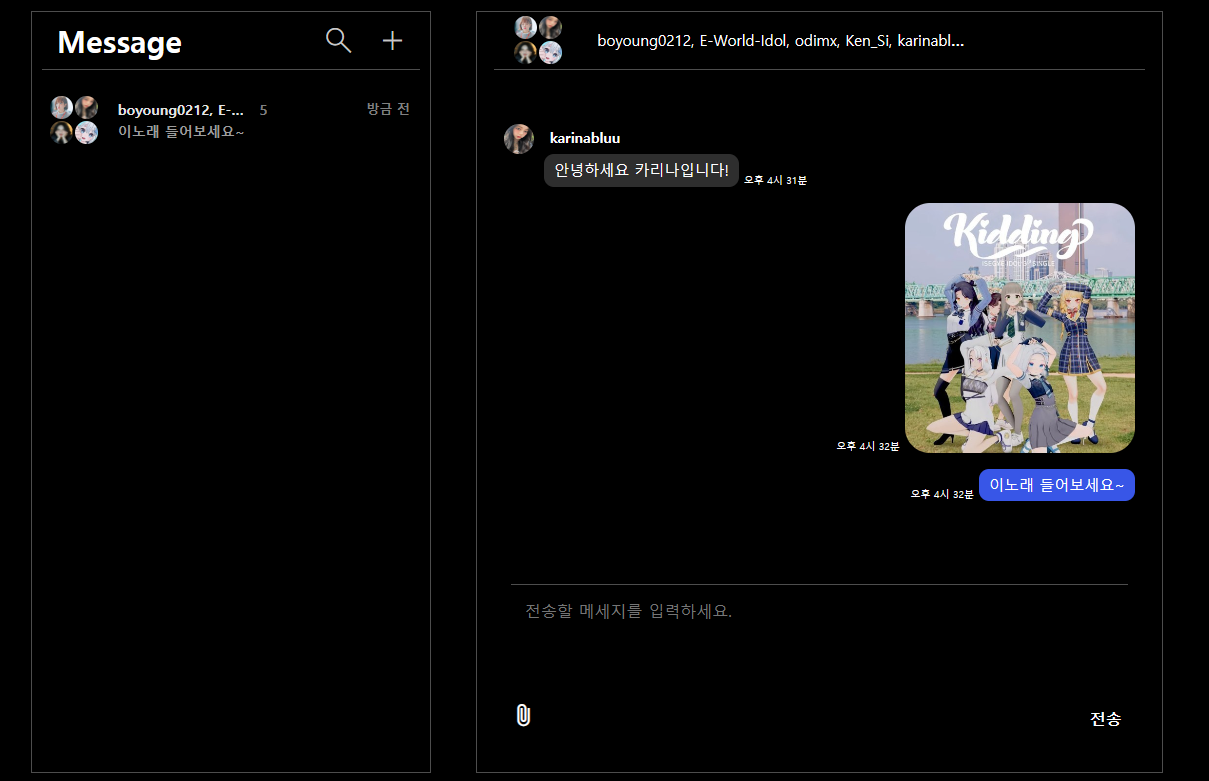 Message
boyoung0212, E-... 5 방금 전
이노래 들어보세요~
boyoung0212, E-World-Idol, odimx, Ken_Si, karinabl...
karinabluu
안녕하세요 카리나입니다!
오후 4시 31분
Kidding
오후 4시 32분
이노래 들어보세요~
오후 4시 32분
전송할 메세지를 입력하세요.
전송